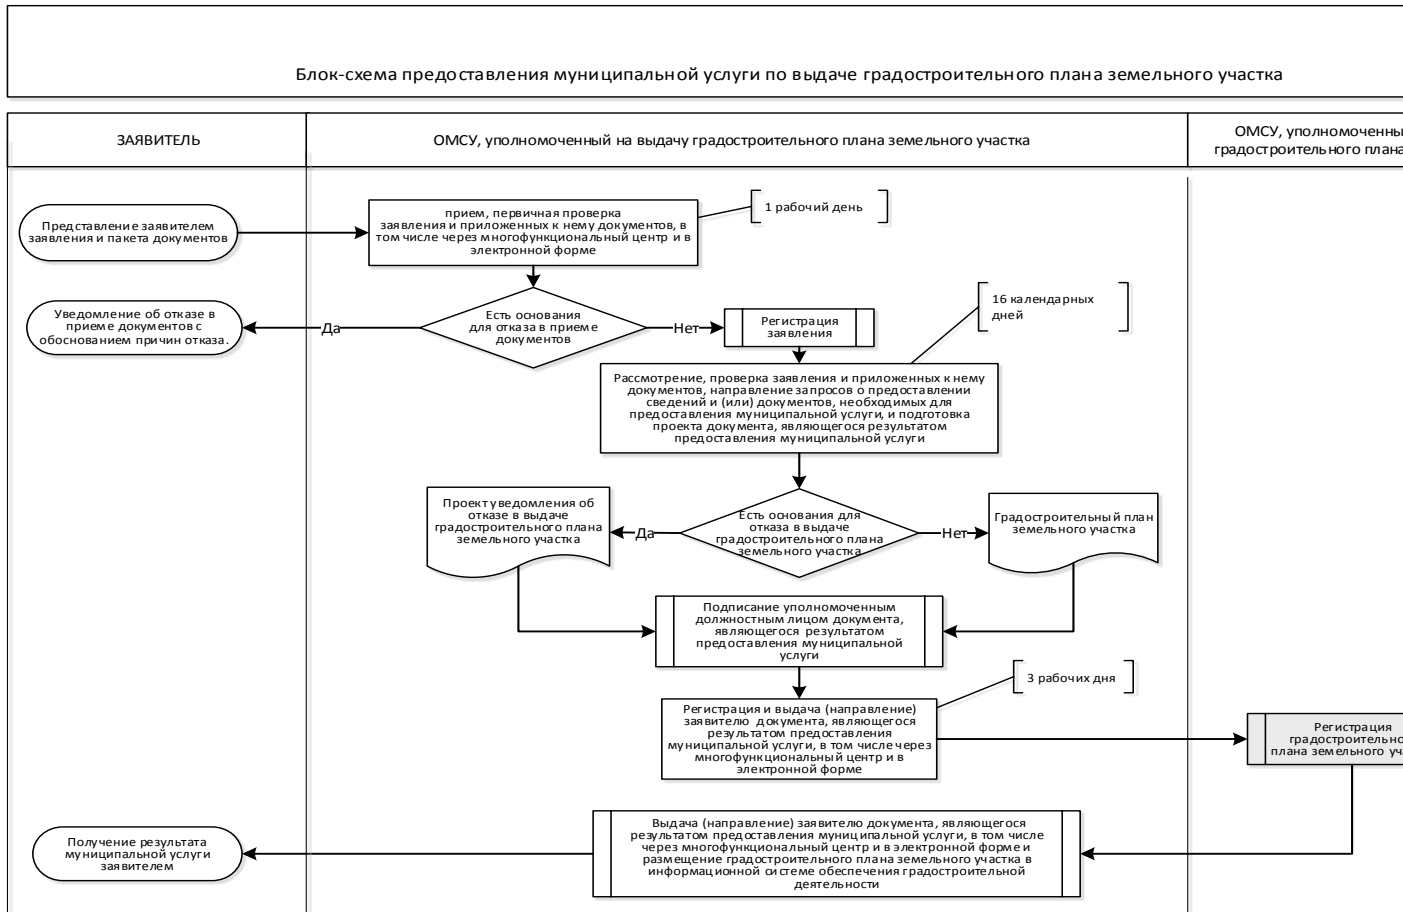 Блок-схема предоставления муниципальной услуги по выдаче градостроительного плана земельного участка
ЗАЯВИТЕЛЬ
ОМСУ, уполномоченный на выдачу градостроительного плана земельного участка
ОМСУ, уполномоченны
градостроительного плана
Представление заявителем
заявления и пакета документов
прием, первичная проверка
заявления и приложенных к нему документов, в
том числе через многофункциональный центр и в
электронной форме
1 рабочий день
Уведомление об отказе в
приеме документов с
обоснованием причин отказа.
Да
Есть основания
для отказа в приеме
документов
Нет
Регистрация
заявления
16 календарных
дней
Рассмотрение, проверка заявления и приложенных к нему
документов, направление запросов о предоставлении
сведений и (или) документов, необходимых для
предоставления муниципальной услуги, и подготовка
проекта документа, являющегося результатом
предоставления муниципальной услуги
Проект уведомления об
отказе в выдаче
градостроительного плана
земельного участка
Да
Есть основания для
отказа в выдаче
градостроительного плана
земельного участка
Нет
Градостроительный план
земельного участка
Подписание уполномоченным
должностным лицом документа,
являющегося результатом
предоставления муниципальной
услуги
3 рабочих дня
Регистрация и выдача (направление)
заявителю документа, являющегося
результатом предоставления
муниципальной услуги, в том числе через
многофункциональный центр и в
электронной форме
Регистрация
градостроительно
плана земельного уча
Получение результата
муниципальной услуги
заявителем
Выдача (направление) заявителю документа, являющегося
результатом предоставления муниципальной услуги, в том числе
через многофункциональный центр и в электронной форме и
размещение градостроительного плана земельного участка в
информационной системе обеспечения градостроительной
деятельности